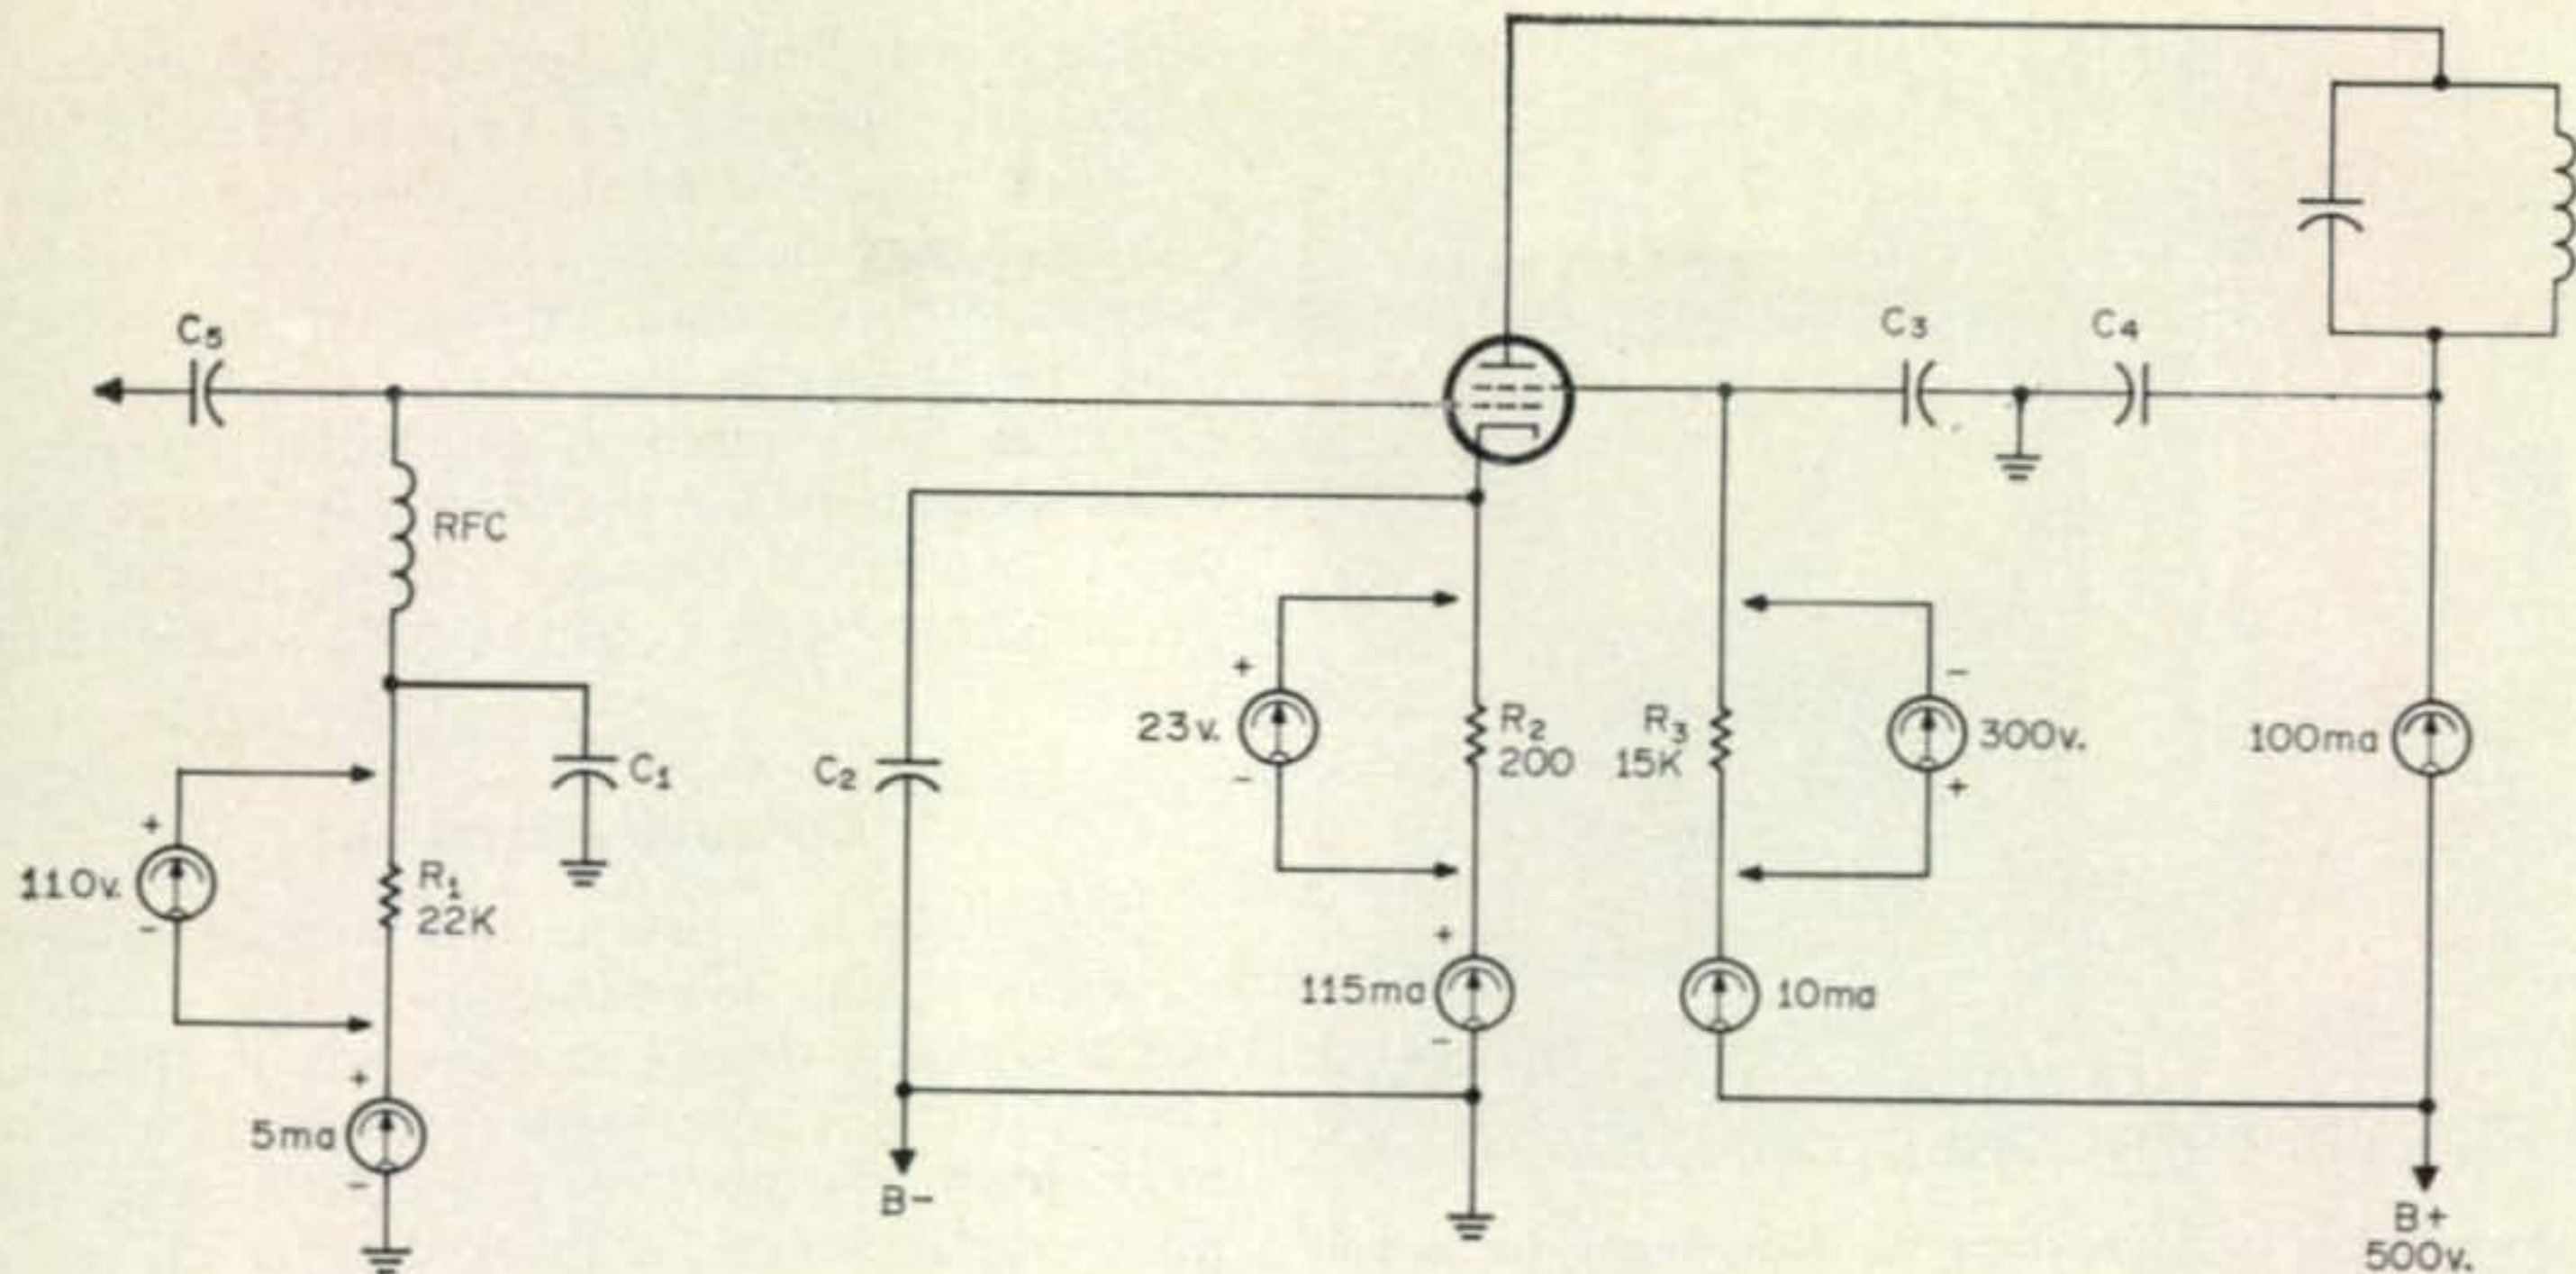 C5
RFC
C1
110v.
+
-
R1
22K
5ma
+
-
C2
B-
23v.
+
-
R2
200
115ma
+
-
R3
15K
300v.
-
+
10ma
C3
C4
100ma
B+
500v.